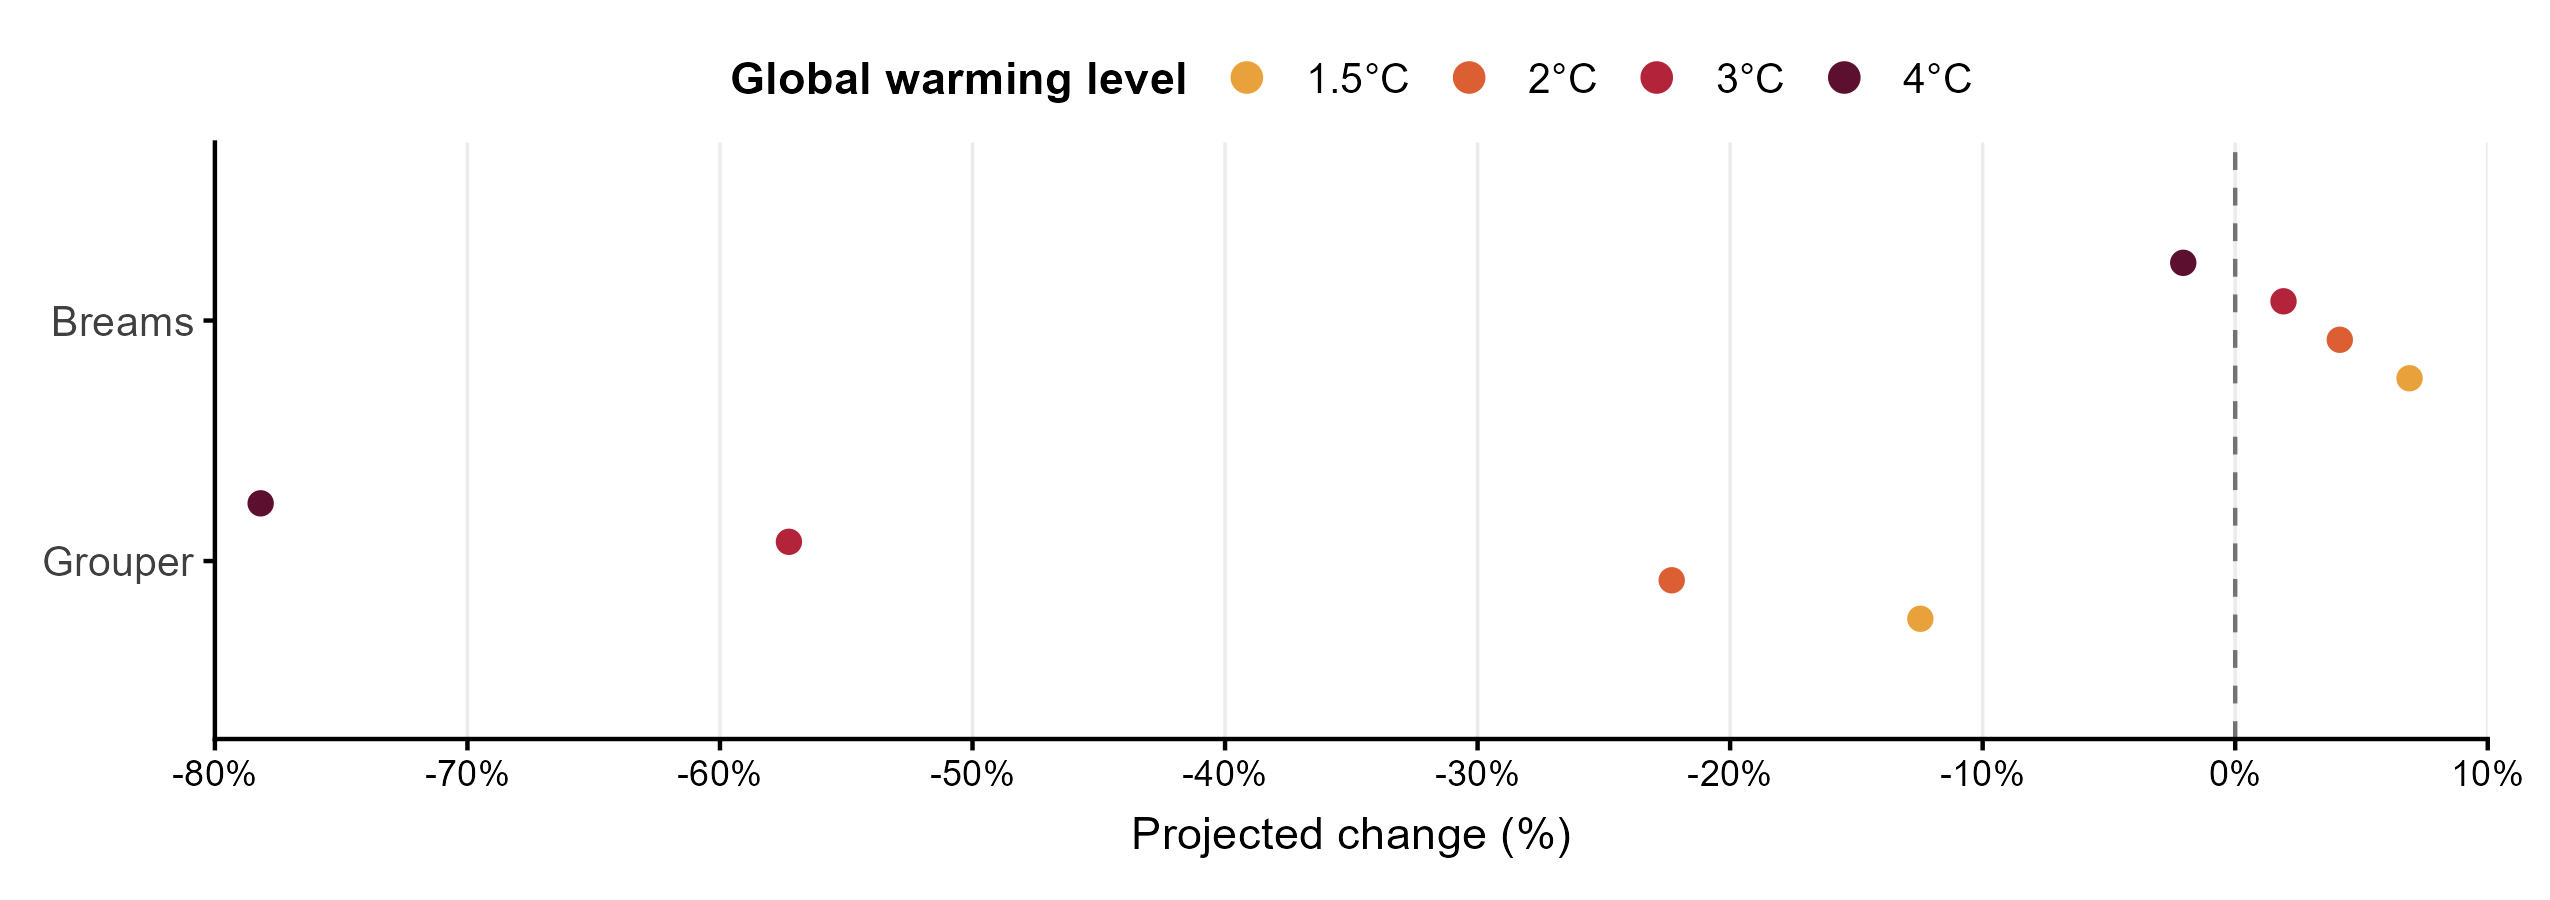 Global warming level 1.5°C 2°C 3°C 4°C
Breams
Grouper
-80% -70% -60% -50% -40% -30% -20% -10% 0% 10%
Projected change (%)